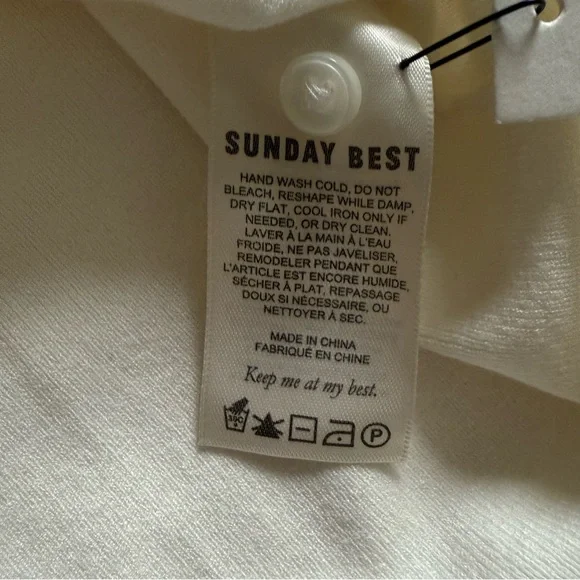 SUNDAY BEST
HAND WASH COLD, DO NOT
BLEACH, RESHAPE WHILE DAMP,
DRY FLAT, COOL IRON ONLY IF
NEEDED, OR DRY CLEAN.
LAVER À LA MAIN À L'EAU
FROIDE, NE PAS JAVELISER,
REMODELER PENDANT QUE
L'ARTICLE EST ENCORE HUMIDE,
SÉCHER À PLAT, REPASSAGE
DOUX SI NÉCESSAIRE, OU
NETTOYER À SEC.
MADE IN CHINA
FABRIQUÉ EN CHINE
Keep me at my best.
P